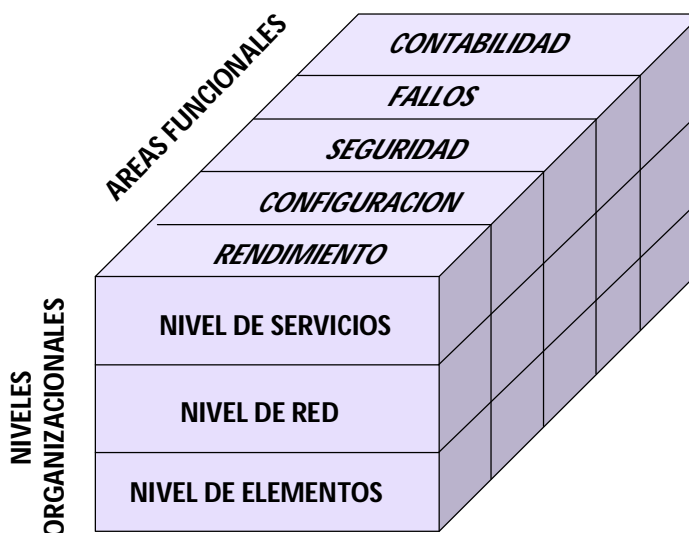 AREAS FUNCIONALES
CONTABILIDAD
FALLOS
SEGURIDAD
CONFIGURACION
RENDIMIENTO
NIVELES
ORGANIZACIONALES
NIVEL DE SERVICIOS
NIVEL DE RED
NIVEL DE ELEMENTOS